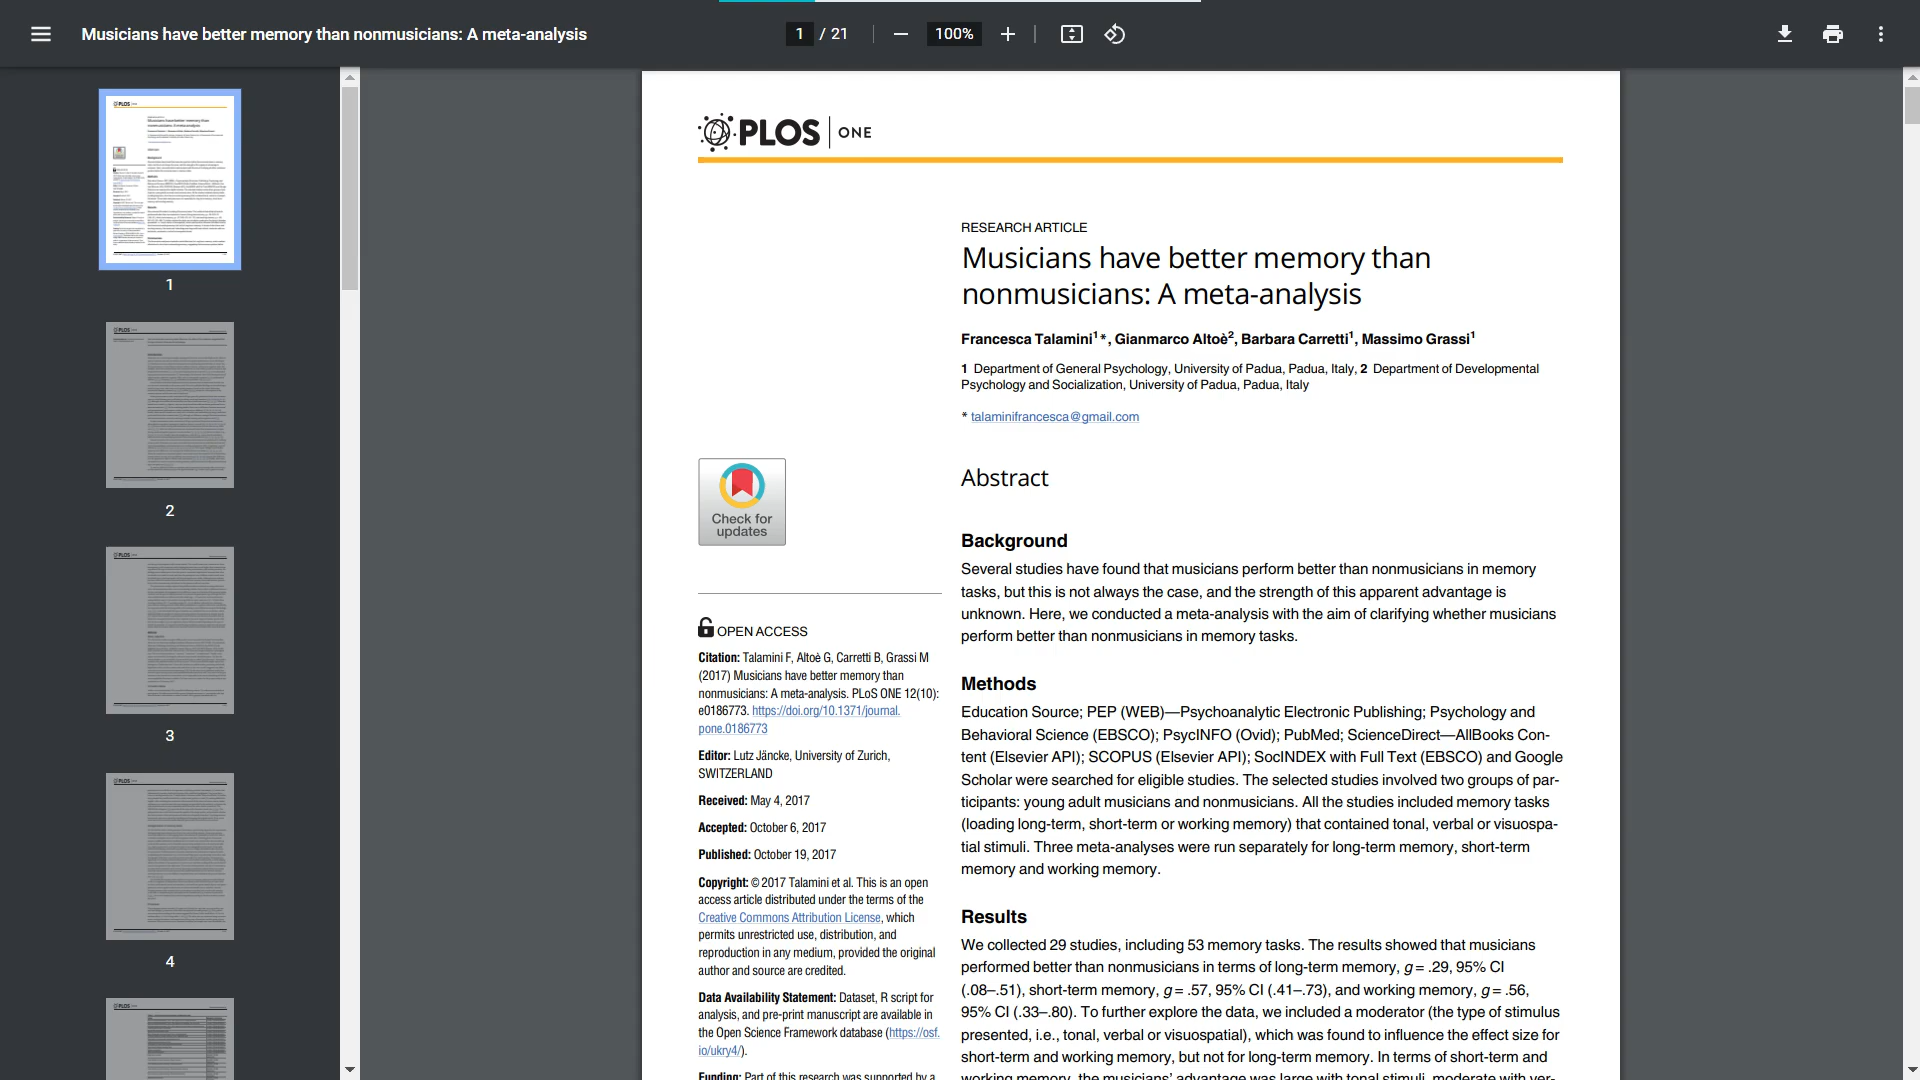 Musicians have better memory than nonmusicians: A meta-analysis
1 / 21
100%
1
2
3
4
PLOS ONE
RESEARCH ARTICLE
Musicians have better memory than
nonmusicians: A meta-analysis
Francesca Talamini1*, Gianmarco Altoè2, Barbara Carretti1, Massimo Grassi1
1 Department of General Psychology, University of Padua, Padua, Italy, 2 Department of Developmental
Psychology and Socialization, University of Padua, Padua, Italy
* talaminifrancesca@gmail.com
Check for
updates
OPEN ACCESS
Citation: Talamini F, Altoè G, Carretti B, Grassi M
(2017) Musicians have better memory than
nonmusicians: A meta-analysis. PLoS ONE 12(10):
e0186773. https://doi.org/10.1371/journal.
pone.0186773
Editor: Lutz Jäncke, University of Zurich,
SWITZERLAND
Received: May 4, 2017
Accepted: October 6, 2017
Published: October 19, 2017
Copyright: © 2017 Talamini et al. This is an open
access article distributed under the terms of the
Creative Commons Attribution License, which
permits unrestricted use, distribution, and
reproduction in any medium, provided the original
author and source are credited.
Data Availability Statement: Dataset, R script for
analysis, and pre-print manuscript are available in
the Open Science Framework database (https://osf.
io/ukry4/).
Funding: Part of this research was supported by a
Abstract
Background
Several studies have found that musicians perform better than nonmusicians in memory
tasks, but this is not always the case, and the strength of this apparent advantage is
unknown. Here, we conducted a meta-analysis with the aim of clarifying whether musicians
perform better than nonmusicians in memory tasks.
Methods
Education Source; PEP (WEB)—Psychoanalytic Electronic Publishing; Psychology and
Behavioral Science (EBSCO); PsycINFO (Ovid); PubMed; ScienceDirect—AllBooks Con-
tent (Elsevier API); SCOPUS (Elsevier API); SocINDEX with Full Text (EBSCO) and Google
Scholar were searched for eligible studies. The selected studies involved two groups of par-
ticipants: young adult musicians and nonmusicians. All the studies included memory tasks
(loading long-term, short-term or working memory) that contained tonal, verbal or visuospa-
tial stimuli. Three meta-analyses were run separately for long-term memory, short-term
memory and working memory.
Results
We collected 29 studies, including 53 memory tasks. The results showed that musicians
performed better than nonmusicians in terms of long-term memory, g = .29, 95% CI
(.08–.51), short-term memory, g = .57, 95% CI (.41–.73), and working memory, g = .56,
95% CI (.33–.80). To further explore the data, we included a moderator (the type of stimulus
presented, i.e., tonal, verbal or visuospatial), which was found to influence the effect size for
short-term and working memory, but not for long-term memory. In terms of short-term and
working memory, the musicians' advantage was large with tonal stimuli, moderate with ver-